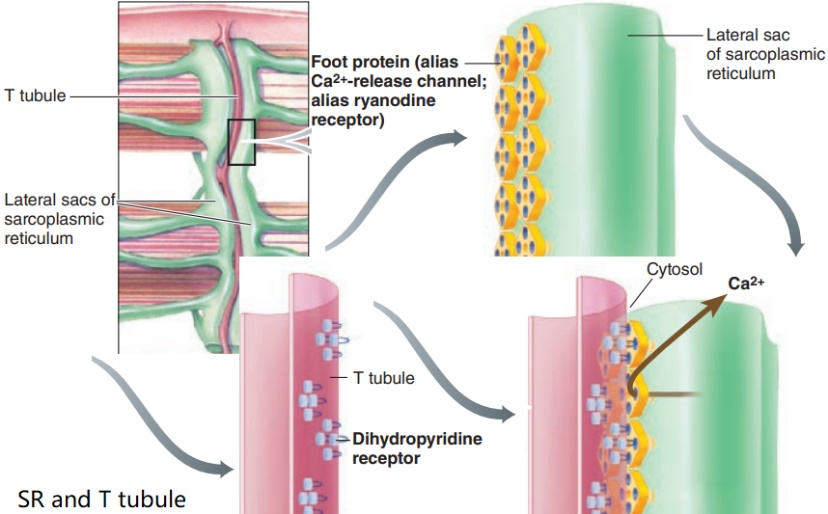 Foot protein (alias
Ca2+-release channel;
alias ryanodine
receptor)
T tubule
Lateral sacs of
sarcoplasmic
reticulum
Lateral sac
of sarcoplasmic
reticulum
Cytosol
Ca2+
T tubule
Dihydropyridine
receptor
SR and T tubule